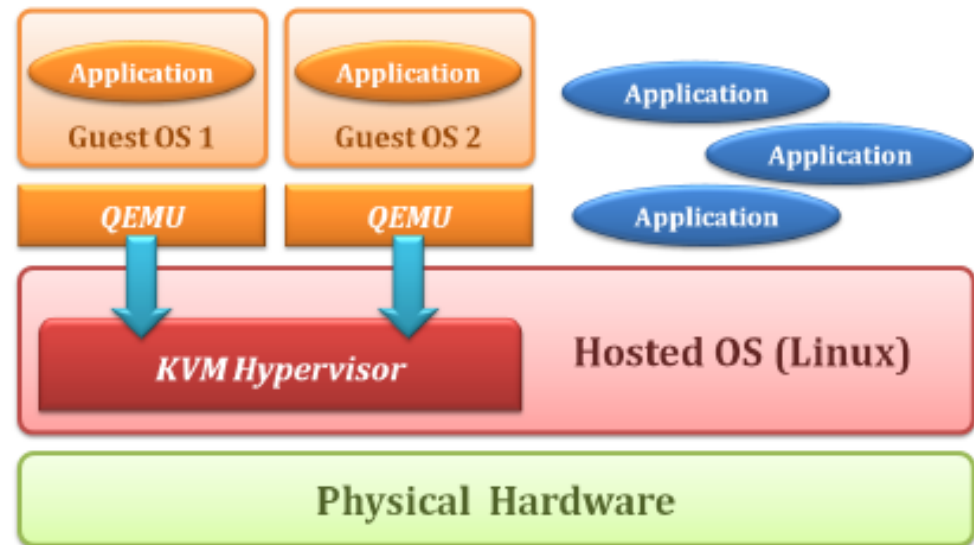 Application
Application
Guest OS 1
Guest OS 2
Application
Application
Application
QEMU
QEMU
KVM Hypervisor
Hosted OS (Linux)
Physical Hardware